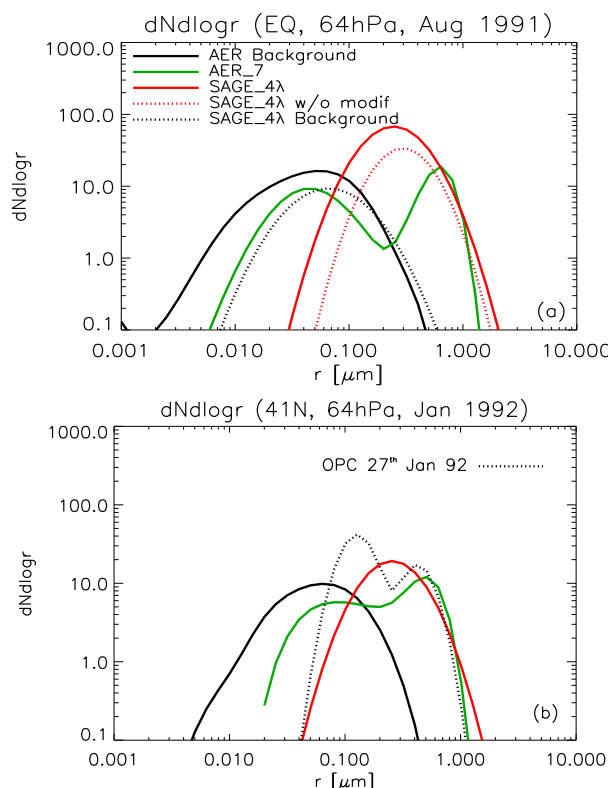 dNdlogr (EQ, 64hPa, Aug 1991)
1000.0
AER Background
AER_7
SAGE_4λ
SAGE_4λ w/o modif
SAGE_4λ Background
100.0
dNdlogr
10.0
1.0
0.1
(a)
0.001 0.010 0.100 1.000 10.000
r [μm]
dNdlogr (41N, 64hPa, Jan 1992)
1000.0
OPC 27th Jan 92
100.0
dNdlogr
10.0
1.0
0.1
(b)
0.001 0.010 0.100 1.000 10.000
r [μm]